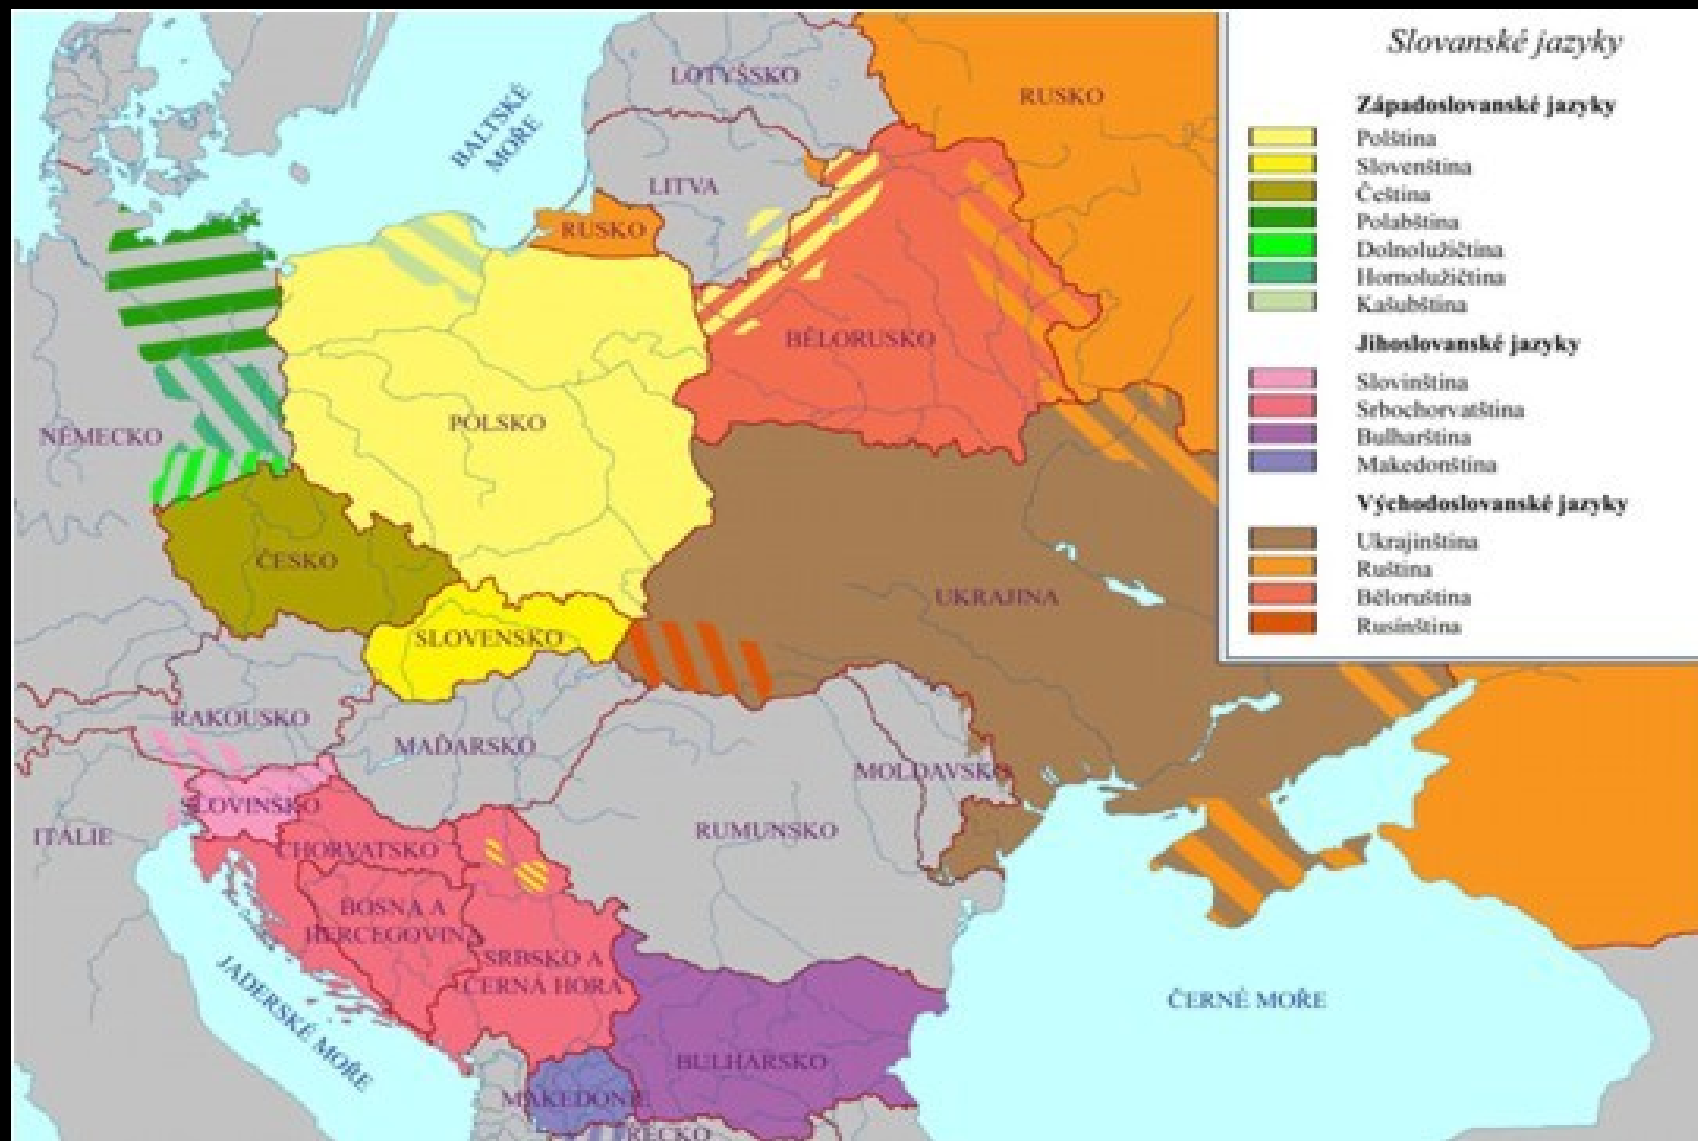 Slovanské jazyky
Západoslovanské jazyky
Polština
Slovenština
Čeština
Polabština
Dolnolužičtina
Hornolužičtina
Kašubština
Jihoslovanské jazyky
Slovinština
Srbochorvatština
Bulharština
Makedonština
Východoslovanské jazyky
Ukrajinština
Ruština
Běloruština
Rusínština
LOTYŠSKO
RUSKO
BALTSKÉ
MOŘE
LITVA
RUSKO
BĚLORUSKO
POLSKO
NĚMECKO
ČESKO
UKRAJINA
SLOVENSKO
RAKOUSKO
MAĎARSKO
MOLDAVSKO
SLOVINSKO
ITÁLIE
RUMUNSKO
CHORVATSKO
BOSNA A
HERCEGOVINA
SRBSKO A
ČERNÁ HORA
JADERSKÉ MOŘE
ČERNÉ MOŘE
BULHARSKO
MAKEDONIE
ŘECKO